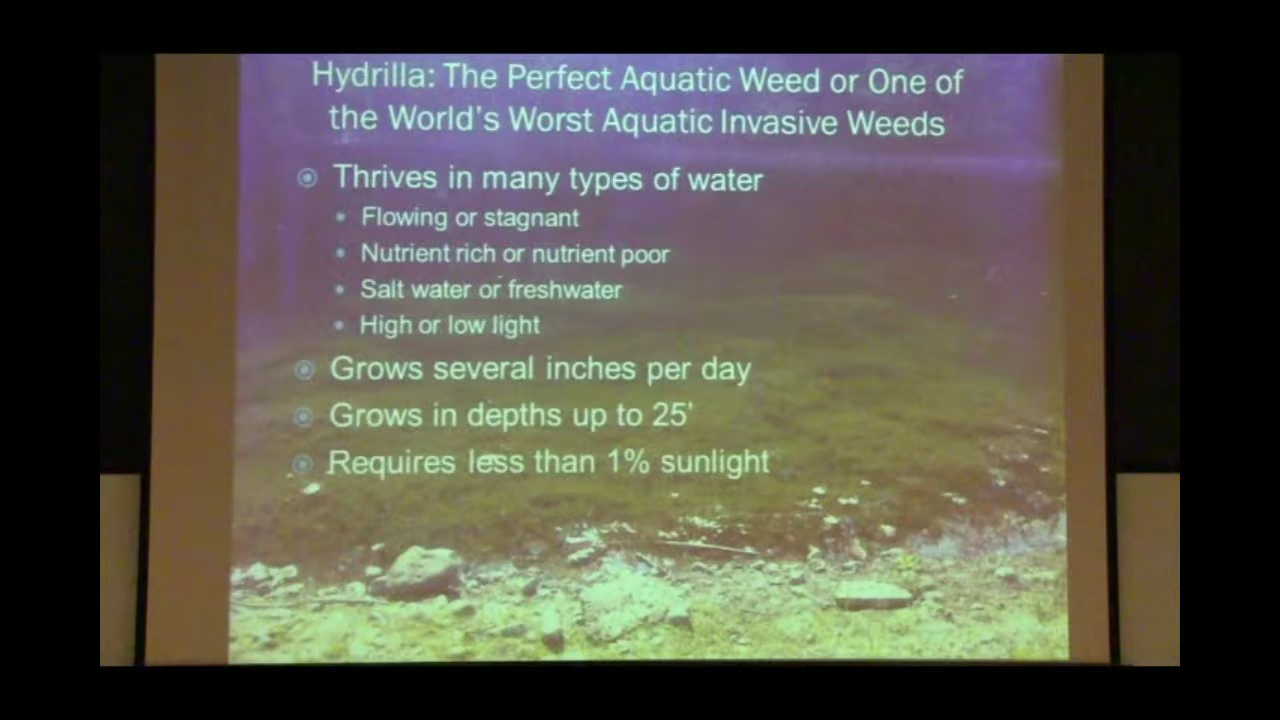 Hydrilla: The Perfect Aquatic Weed or One of
the World's Worst Aquatic Invasive Weeds
Thrives in many types of water
Flowing or stagnant
Nutrient rich or nutrient poor
Salt water or freshwater
High or low light
Grows several inches per day
Grows in depths up to 25'
Requires less than 1% sunlight